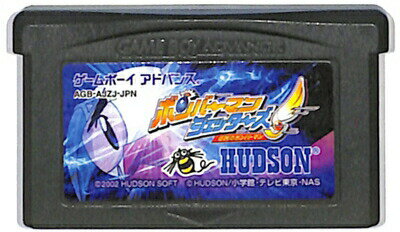 GAME BOY ADVANCE
ゲームボーイ アドバンス
AGB-A9ZJ-JPN
ボンバーマン
ジェッターズ
HUDSON
©2002 HUDSON SOFT ©HUDSON/小学館・テレビ東京・NAS